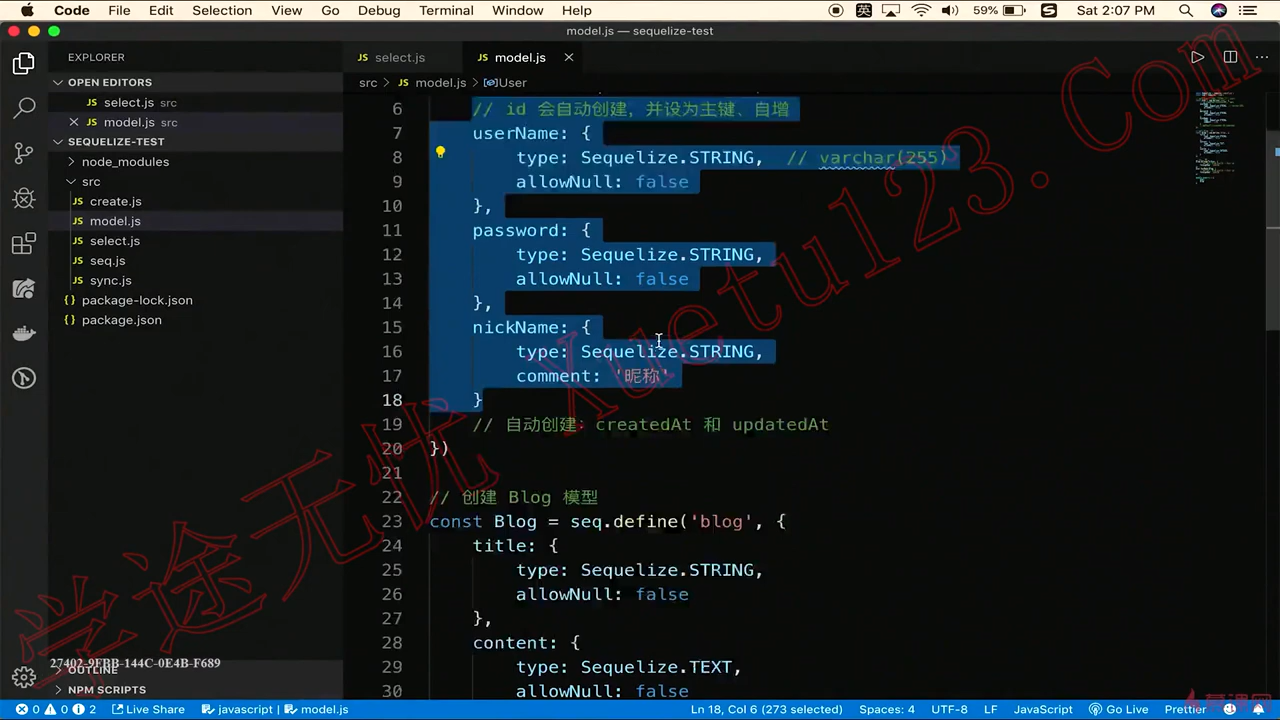 Code File Edit Selection View Go Debug Terminal Window Help 英 59% Sat 2:07 PM
model.js — sequelize-test
EXPLORER
OPEN EDITORS
select.js src
model.js src
SEQUELIZE-TEST
node_modules
src
create.js
model.js
select.js
seq.js
sync.js
package-lock.json
package.json
OUTLINE
NPM SCRIPTS
JS select.js JS model.js
src > JS model.js > User
6 // id 会自动创建，并设为主键、自增
7 userName: {
8 type: Sequelize.STRING, // varchar(255)
9 allowNull: false
10 },
11 password: {
12 type: Sequelize.STRING,
13 allowNull: false
14 },
15 nickName: {
16 type: Sequelize.STRING,
17 comment: '昵称'
18 }
19 // 自动创建：createdAt 和 updatedAt
20 })
21
22 // 创建 Blog 模型
23 const Blog = seq.define('blog', {
24 title: {
25 type: Sequelize.STRING,
26 allowNull: false
27 },
28 content: {
29 type: Sequelize.TEXT,
30 allowNull: false
0 0 2 Live Share javascript model.js Ln 18, Col 6 (273 selected) Spaces: 4 UTF-8 LF JavaScript Go Live Prettier
学途无忧 Xuetu123.Com
27402-9FBB-144C-0E4B-F689
慕课网